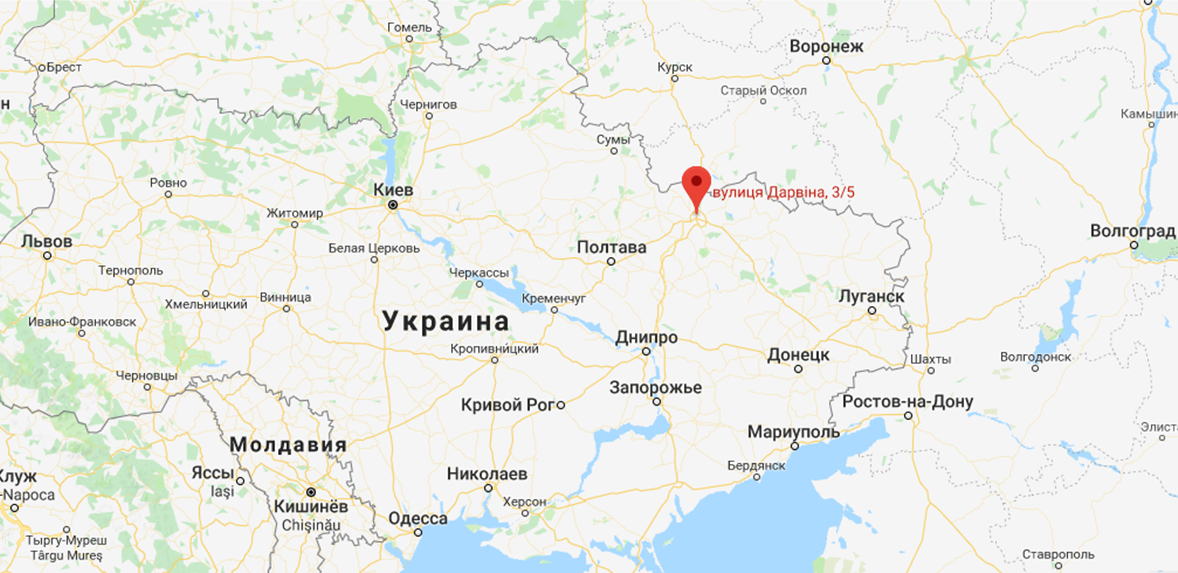 Гомель
Брест
Воронеж
Курск
Старый Оскол
Чернигов
Камышин
Сумы
Ровно
Киев
вулиця Дарвіна, 3/5
Житомир
Волгоград
Львов
Белая Церковь
Полтава
Тернополь
Черкассы
Хмельницкий
Винница
Кременчуг
Луганск
Ивано-Франковск
Украина
Днипро
Кропивницкий
Донецк
Шахты
Волгодонск
Черновцы
Запорожье
Кривой Рог
Ростов-на-Дону
Молдавия
Мариуполь
Элиста
Бердянск
Яссы
Iași
Николаев
Клуж
-Napoca
Херсон
Кишинёв
Chișinău
Одесса
Тыргу-Муреш
Târgu Mureș
Ставрополь